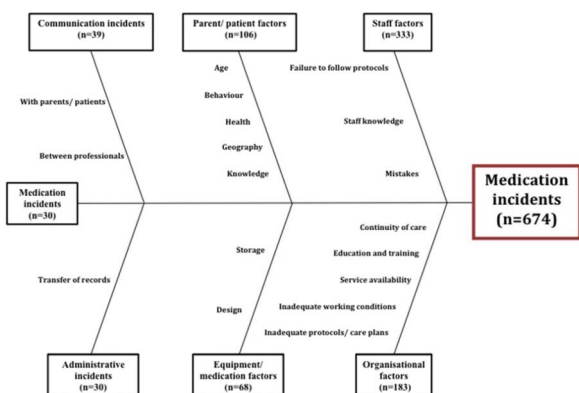 Communication incidents
(n=39)
Parent/ patient factors
(n=106)
Staff factors
(n=333)
Age
Failure to follow protocols
Behaviour
With parents/ patients
Health
Staff knowledge
Geography
Between professionals
Knowledge
Mistakes
Medication
incidents
(n=30)
Medication
incidents
(n=674)
Continuity of care
Storage
Education and training
Transfer of records
Service availability
Inadequate working conditions
Design
Inadequate protocols/ care plans
Administrative
incidents
(n=30)
Equipment/
medication factors
(n=68)
Organisational
factors
(n=183)